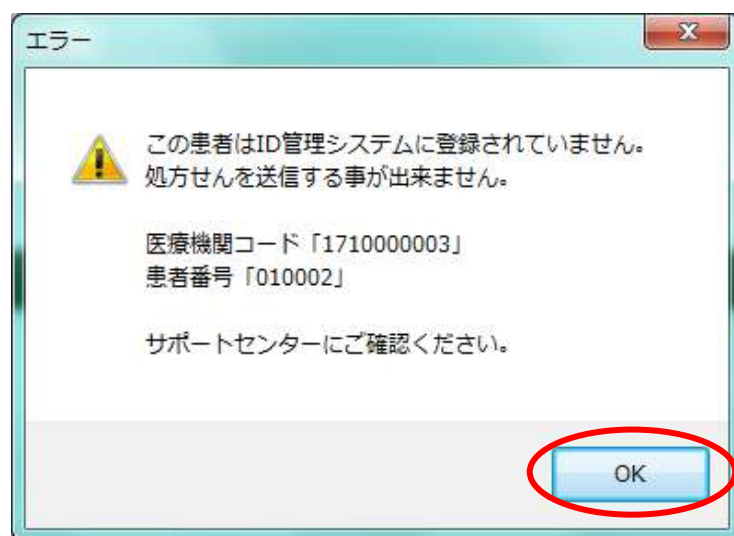 エラー
この患者はID管理システムに登録されていません。
処方せんを送信する事が出来ません。
医療機関コード「1710000003」
患者番号「010002」
サポートセンターにご確認ください。
OK